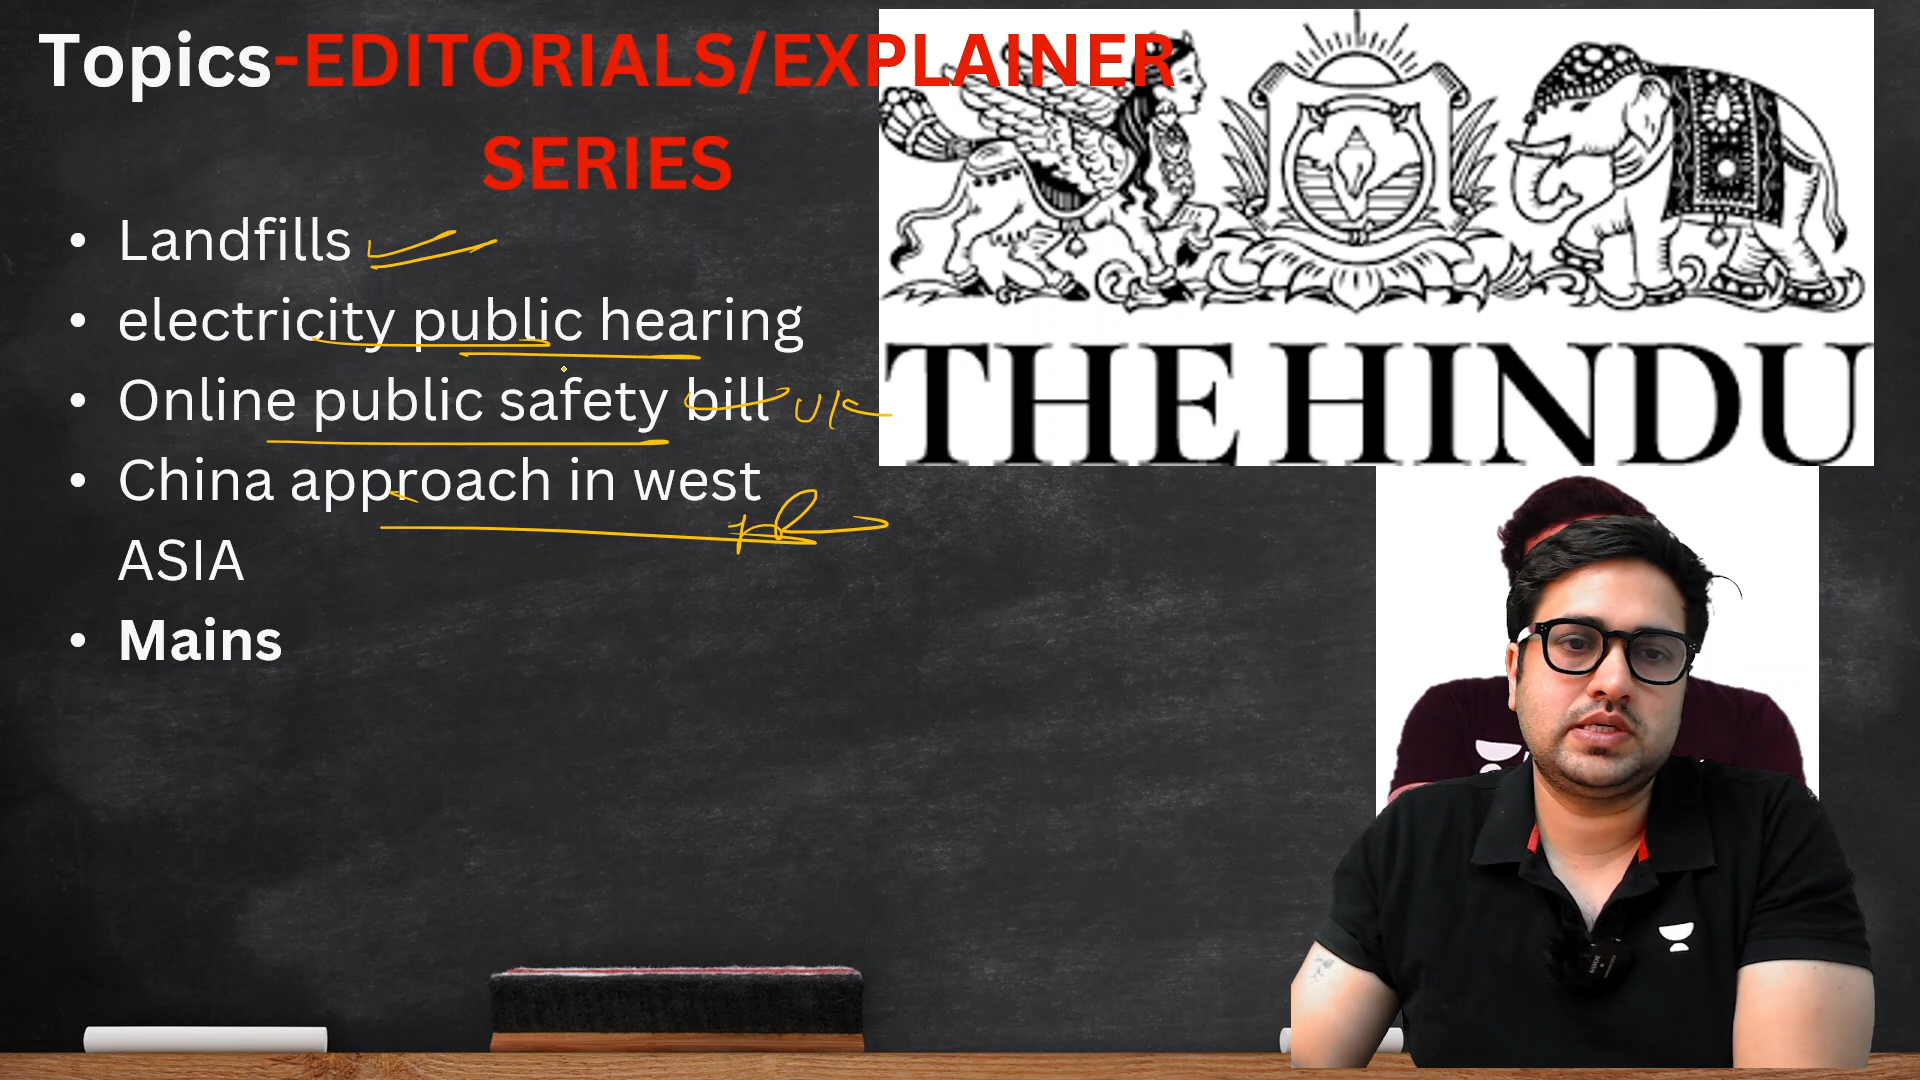 Topics-EDITORIALS/EXPLAINER
SERIES
• Landfills
• electricity public hearing
• Online public safety bill UK
• China approach in west
ASIA
• Mains
THE HINDU